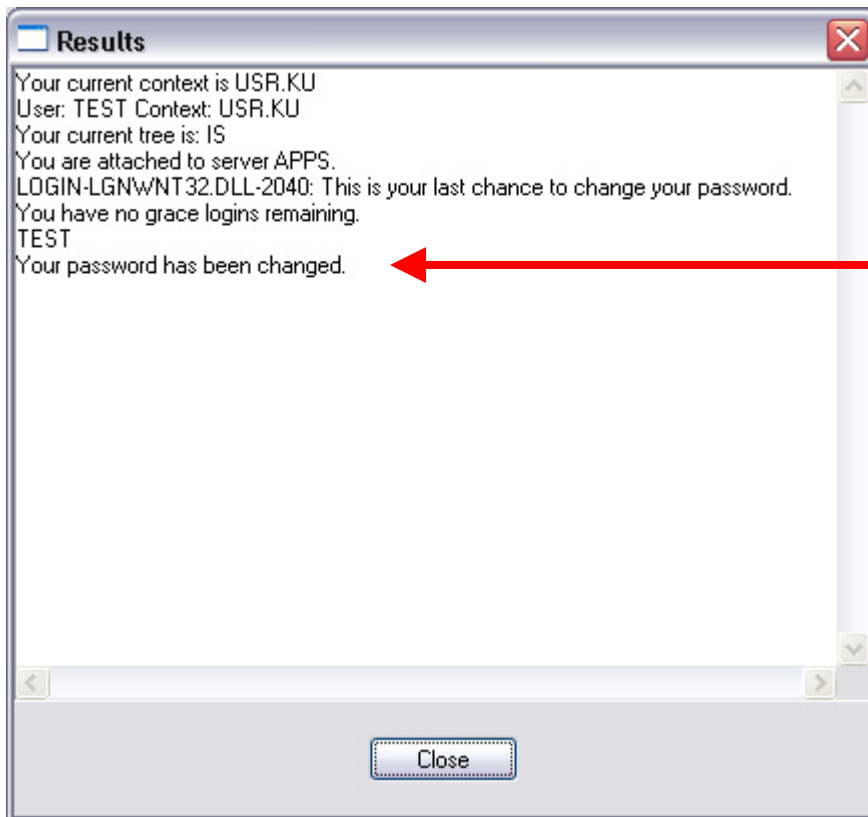 Results
Your current context is USR.KU
User: TEST Context: USR.KU
Your current tree is: IS
You are attached to server APPS.
LOGIN-LGNWNT32.DLL-2040: This is your last chance to change your password.
You have no grace logins remaining.
TEST
Your password has been changed.
Close